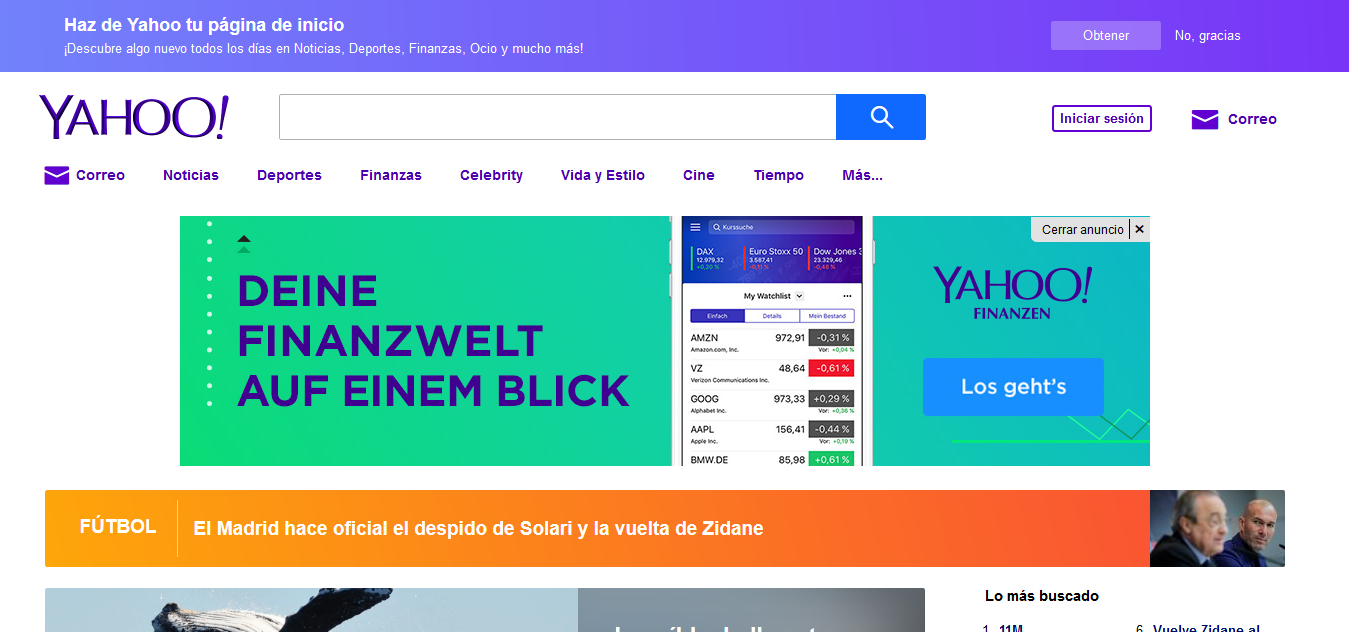 Haz de Yahoo tu página de inicio
¡Descubre algo nuevo todos los días en Noticias, Deportes, Finanzas, Ocio y mucho más!
Obtener
No, gracias
YAHOO!
Iniciar sesión
Correo
Correo
Noticias
Deportes
Finanzas
Celebrity
Vida y Estilo
Cine
Tiempo
Más...
Cerrar anuncio
DEINE
FINANZWELT
AUF EINEM BLICK
Kurssuche
DAX
12.979,32
+0,20 %
Euro Stoxx 50
3.587,41
-0,11 %
Dow Jones 3
23.329,46
-0,48 %
My Watchlist
Einfach
Details
Mein Bestand
AMZN 972,91 -0,31 %
Amazon.com, Inc. Vor: +0,04 %
VZ 48,64 -0,61 %
Verizon Communications Inc.
GOOG 973,33 +0,29 %
Alphabet Inc. Vor: +0,36 %
AAPL 156,41 -0,44 %
Apple Inc. Vor: +0,19 %
BMW.DE 85,98 +0,61 %
YAHOO!
FINANZEN
Los geht's
FÚTBOL
El Madrid hace oficial el despido de Solari y la vuelta de Zidane
Lo más buscado
1. 11M
6. Vuelve Zidane al